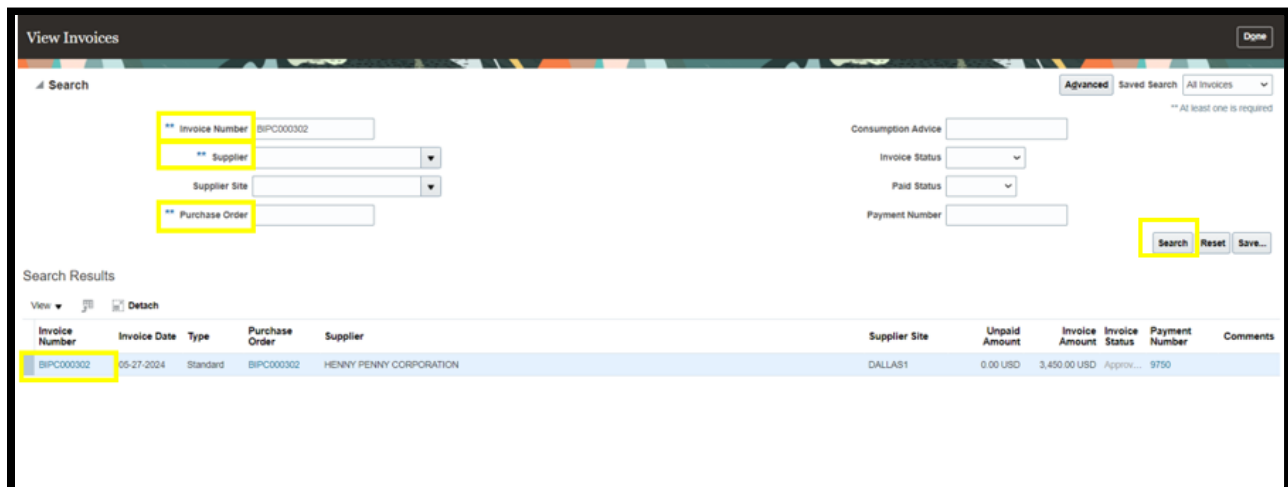 View Invoices
Done
Search
Advanced Saved Search All Invoices
** At least one is required
** Invoice Number BIPC000302
Consumption Advice
** Supplier
Invoice Status
Supplier Site
Paid Status
** Purchase Order
Payment Number
Search Reset Save...
Search Results
View Detach
Invoice Number Invoice Date Type Purchase Order Supplier Supplier Site Unpaid Amount Invoice Amount Invoice Status Payment Number Comments
BIPC000302 05-27-2024 Standard BIPC000302 HENNY PENNY CORPORATION DALLAS1 0.00 USD 3,450.00 USD Approv... 9750